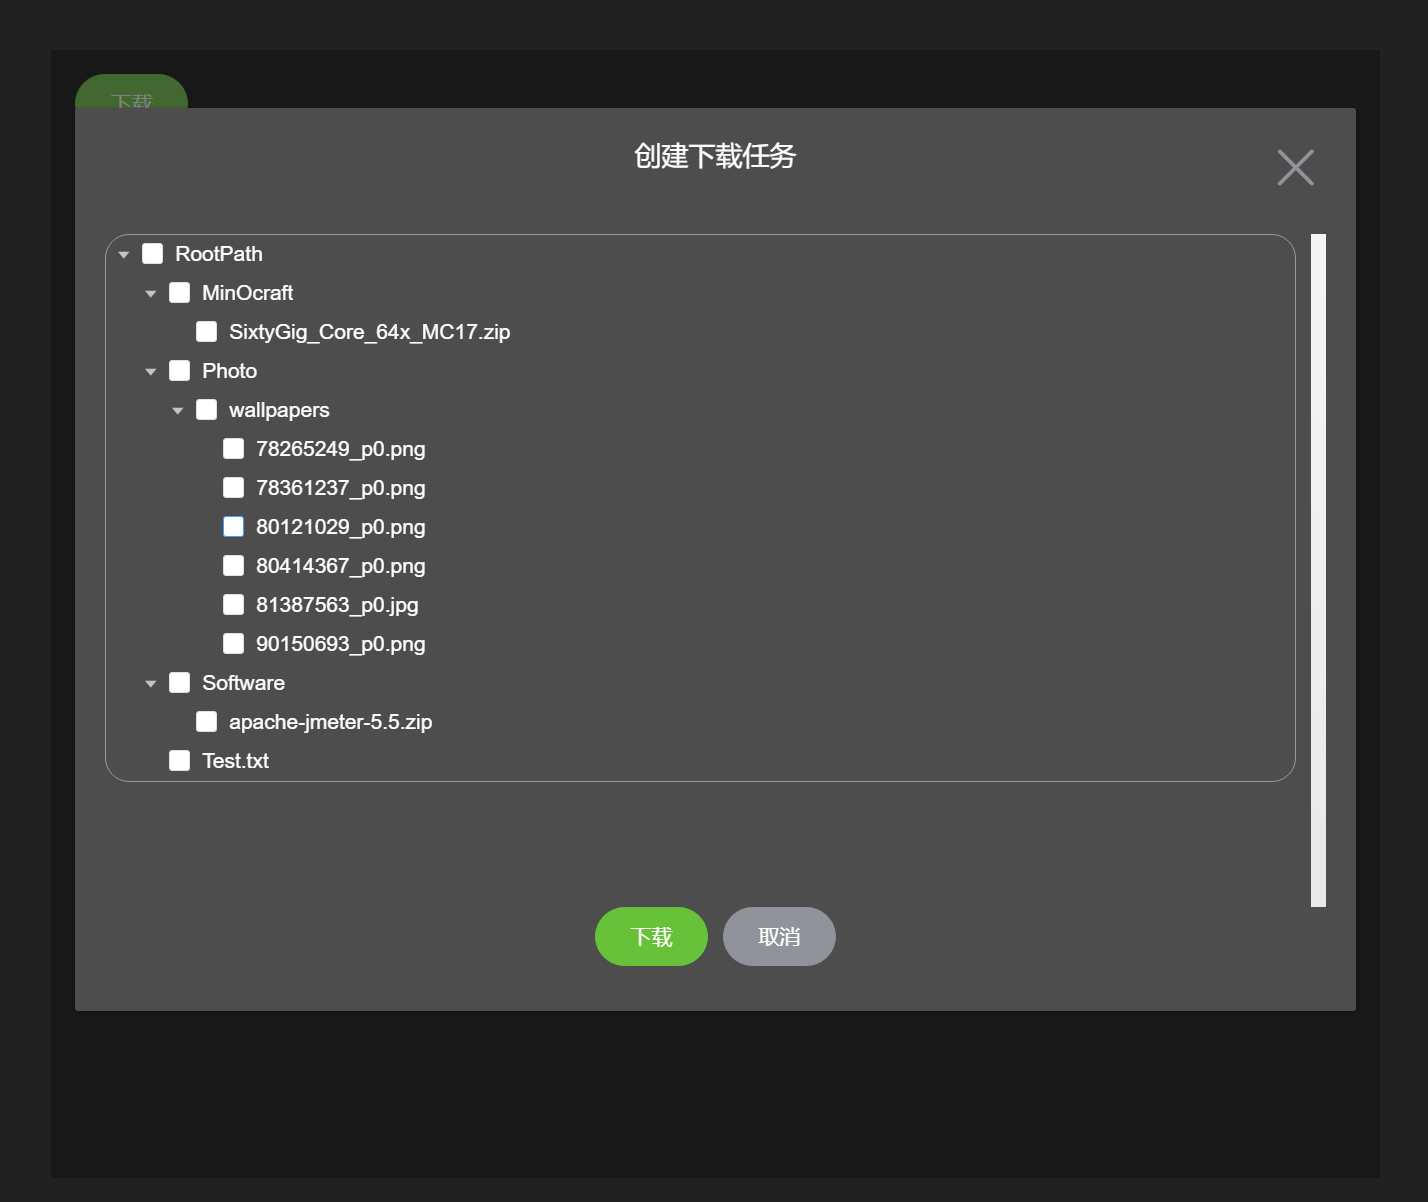 下载
创建下载任务
RootPath
MinOcraft
SixtyGig_Core_64x_MC17.zip
Photo
wallpapers
78265249_p0.png
78361237_p0.png
80121029_p0.png
80414367_p0.png
81387563_p0.jpg
90150693_p0.png
Software
apache-jmeter-5.5.zip
Test.txt
下载 取消